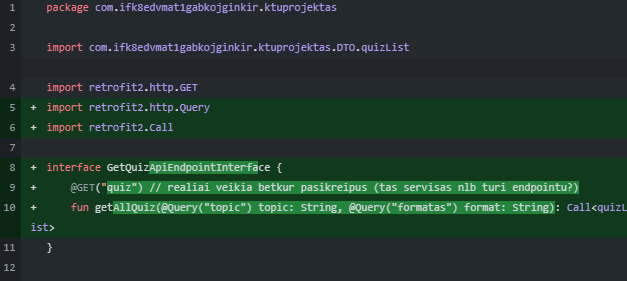 1 package com.ifk8edvmat1gabkojginkir.ktuprojektas
2
3 import com.ifk8edvmat1gabkojginkir.ktuprojektas.DTO.quizList
4 import retrofit2.http.GET
5 + import retrofit2.http.Query
6 + import retrofit2.Call
7
8 + interface GetQuizApiEndpointInterface {
9 + @GET("quiz") // realiai veikia betkur pasikreipus (tas servisas nlb turi endpointu?)
10 + fun getAllQuiz(@Query("topic") topic: String, @Query("formatas") format: String): Call<quizL
ist>
11 }
12